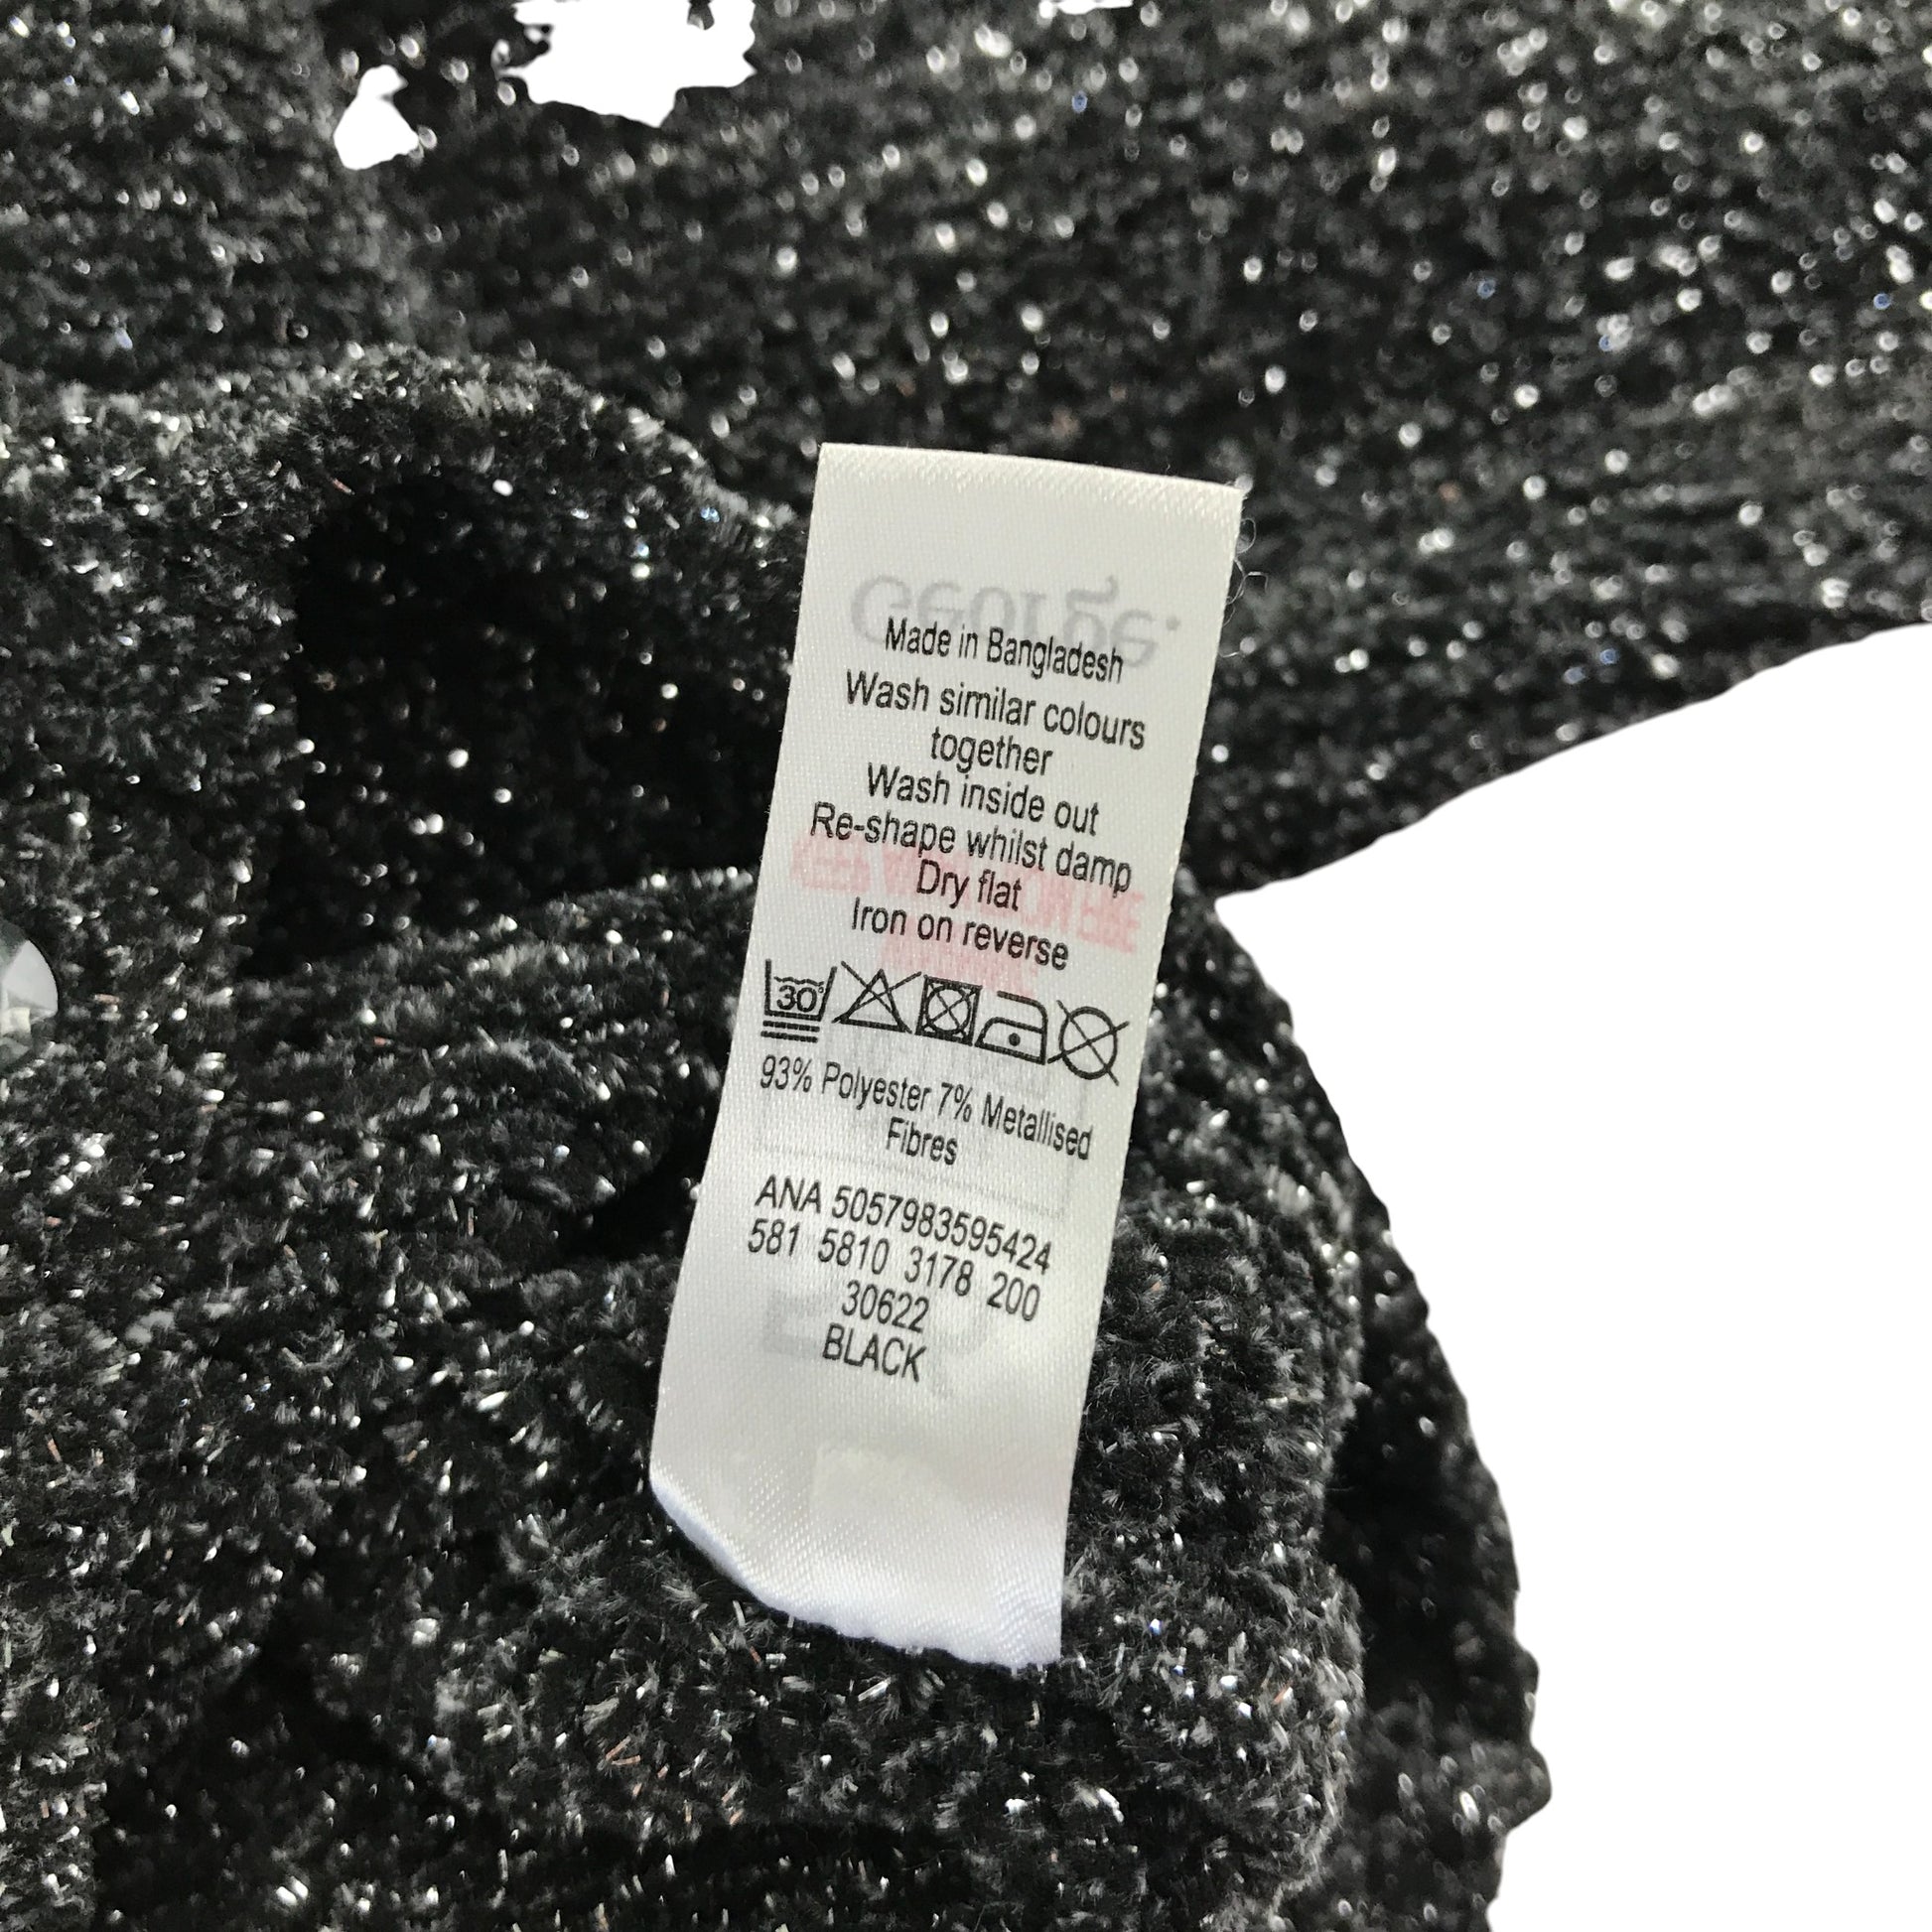 George.
Made in Bangladesh
Wash similar colours
together
Wash inside out
Re-shape whilst damp
Dry flat
Iron on reverse
30°
93% Polyester 7% Metallised
Fibres
ANA 5057983595424
581 5810 3178 200
30622
BLACK